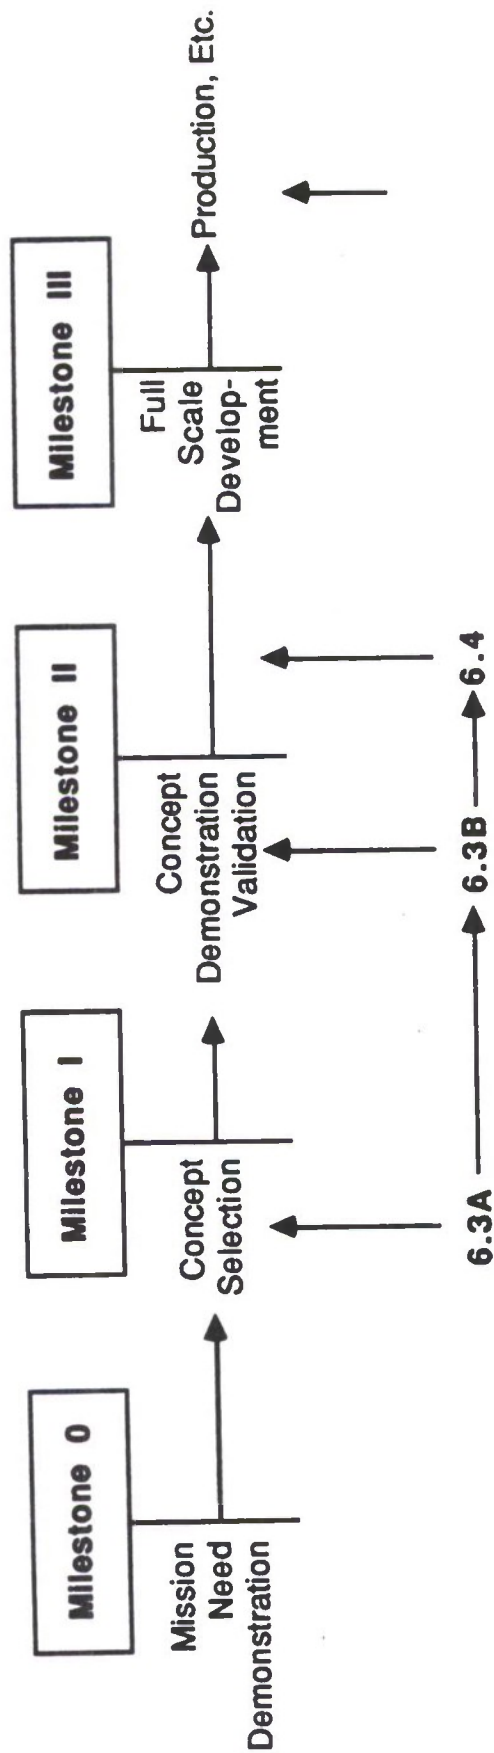 Milestone 0
Milestone I
Milestone II
Milestone III
Mission
Need
Demonstration
Concept
Selection
Concept
Demonstration
Validation
Full
Scale
Develop-
ment
Production, Etc.
6.3A
6.3B
6.4